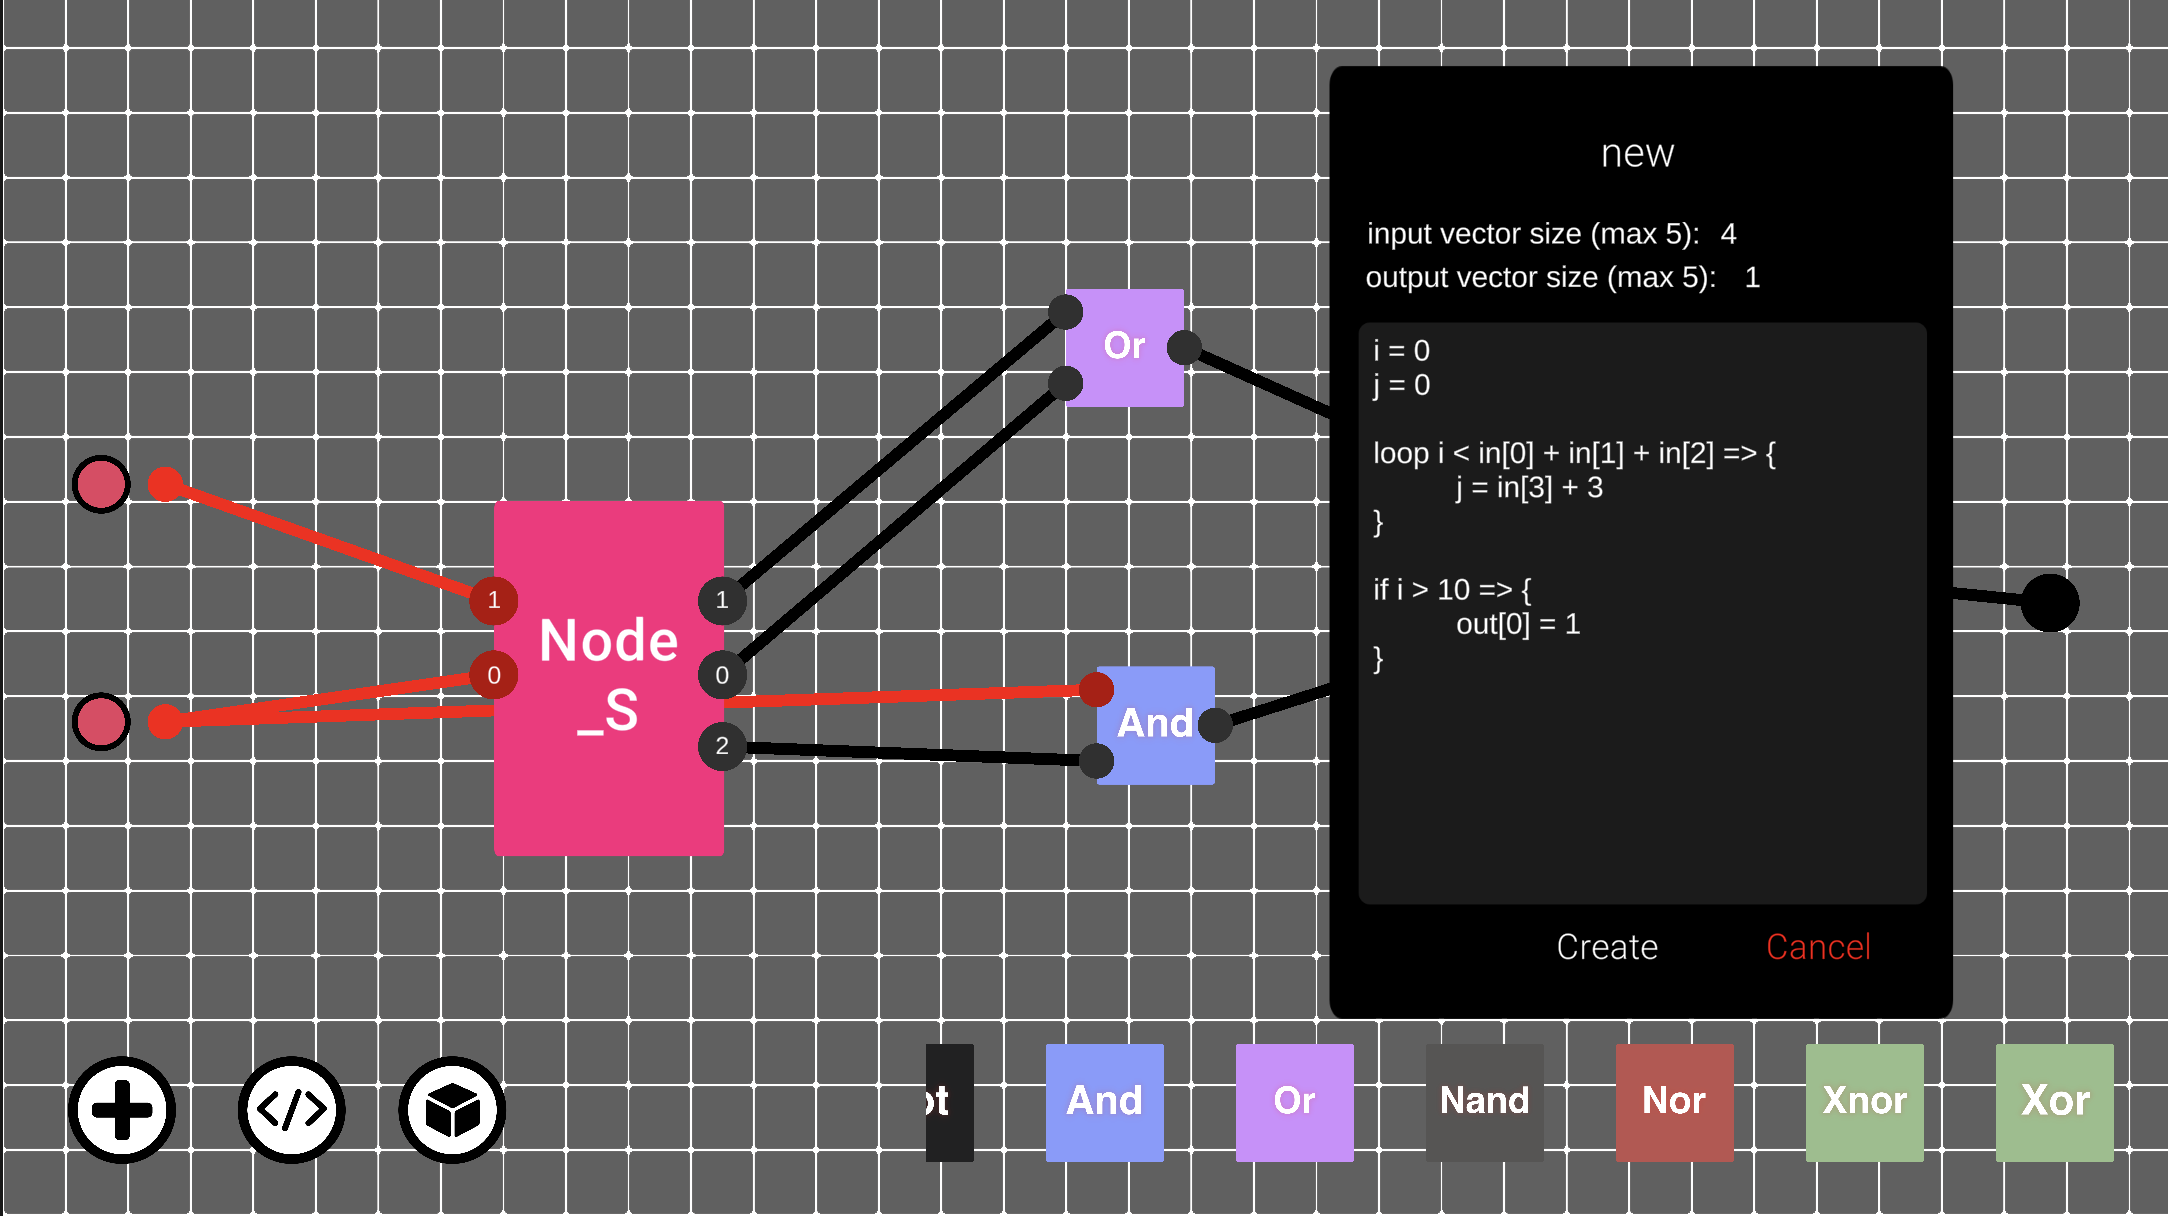 new
input vector size (max 5): 4
output vector size (max 5): 1
i = 0
j = 0
loop i < in[0] + in[1] + in[2] => {
j = in[3] + 3
}
if i > 10 => {
out[0] = 1
}
Create Cancel
Or
1
0
Node
_S
1
0
2
And
ot
And
Or
Nand
Nor
Xnor
Xor